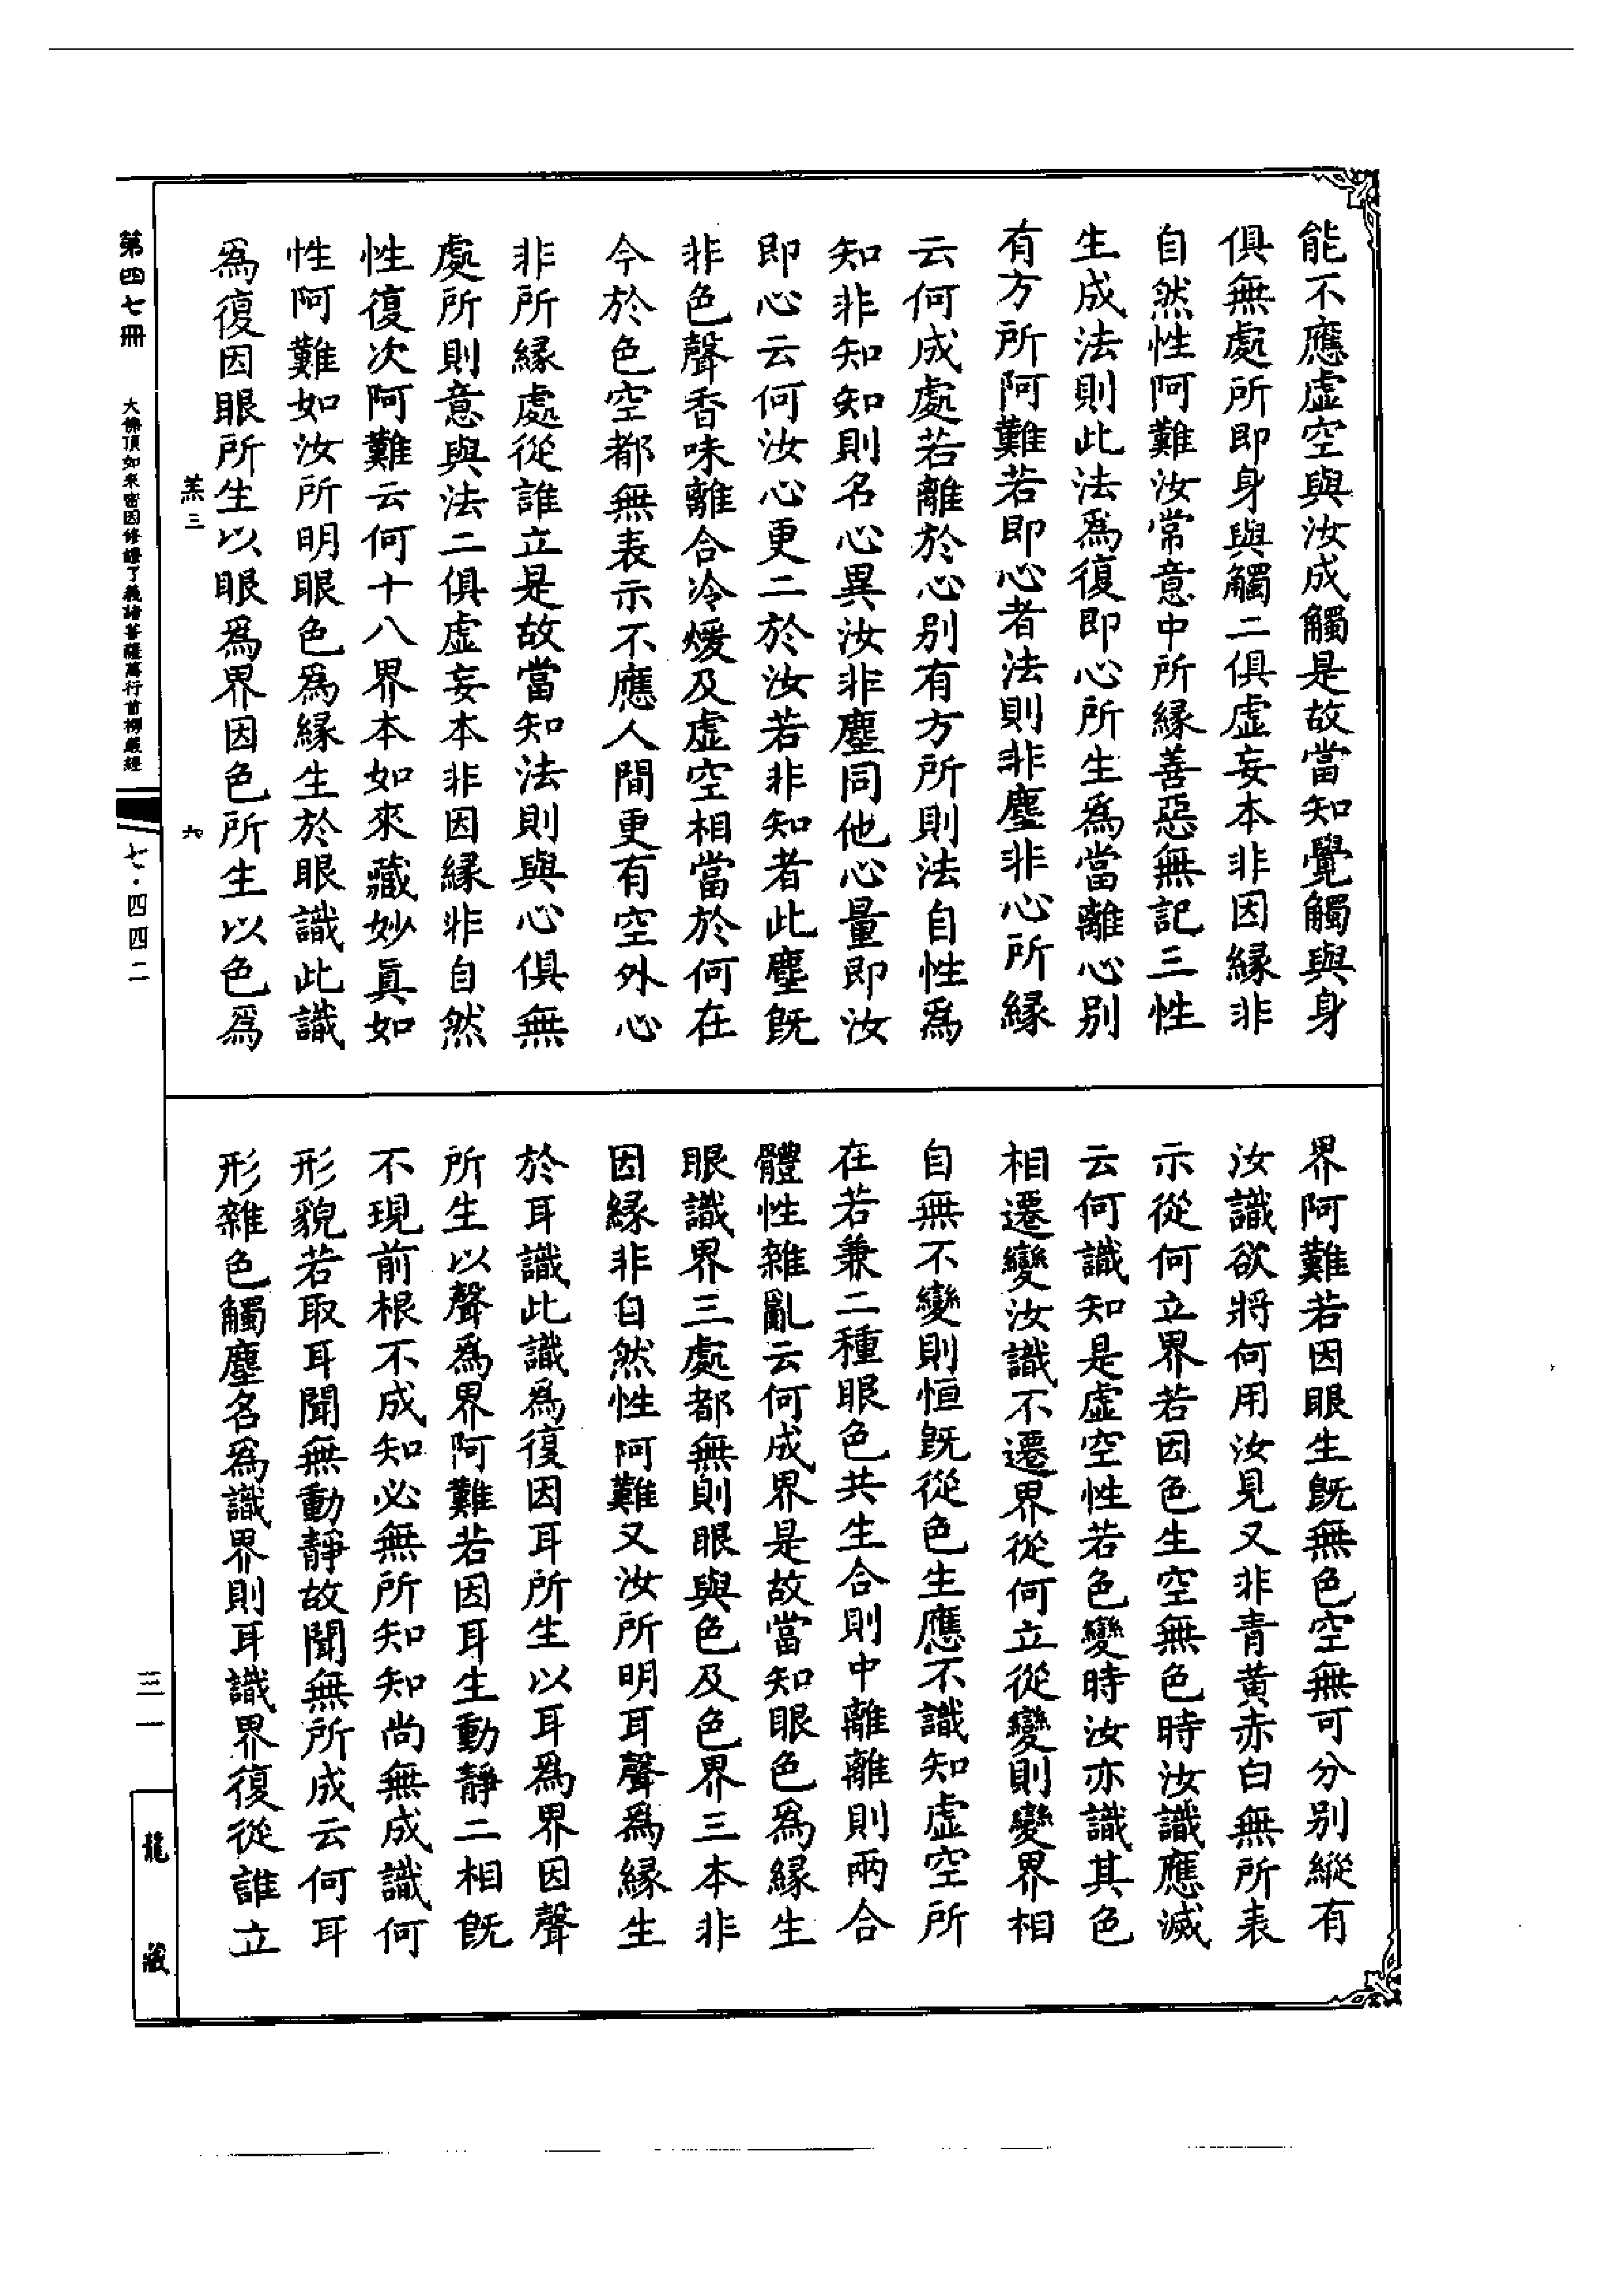 能不應虛空與汝成觸是故當知覺觸與身
俱無處所即身與觸二俱虛妄本非因緣非
自然性阿難汝常意中所緣善惡無記三性
生成法則此法爲復即心所生爲當離心別
有方所阿難若即心者法則非塵非心所緣
云何成處若離於心別有方所則法自性爲
知非知知則名心異汝非塵同他心量即汝
即心云何汝心更二於汝若非知者此塵旣
非色聲香味離合冷煖及虛空相當於何在
今於色空都無表示不應人間更有空外心
非所緣處從誰立是故當知法則與心俱無
處所則意與法二俱虛妄本非因緣非自然
性復次阿難云何十八界本如來藏妙眞如
性阿難如汝所明眼色爲緣生於眼識此識
爲復因眼所生以眼爲界因色所生以色爲
羔三 六
界阿難若因眼生旣無色空無可分別縱有
汝識欲將何用汝見又非青黃赤白無所表
示從何立界若因色生空無色時汝識應滅
云何識知是虛空性若色變時汝亦識其色
相遷變汝識不遷界從何立從變則變界相
自無不變則恒旣從色生應不識知虛空所
在若兼二種眼色共生合則中離離則兩合
體性雜亂云何成界是故當知眼色爲緣生
眼識界三處都無則眼與色及色界三本非
因緣非自然性阿難又汝所明耳聲爲緣生
於耳識此識爲復因耳所生以耳爲界因聲
所生以聲爲界阿難若因耳生動靜二相旣
不現前根不成知必無所知知尚無成識何
形貌若取耳聞無動靜故聞無所成云何耳
形雜色觸塵名爲識界則耳識界復從誰立
第四七冊 大佛頂如來密因修證了義諸菩薩萬行首楞嚴經 七·四四二
三一 龍藏